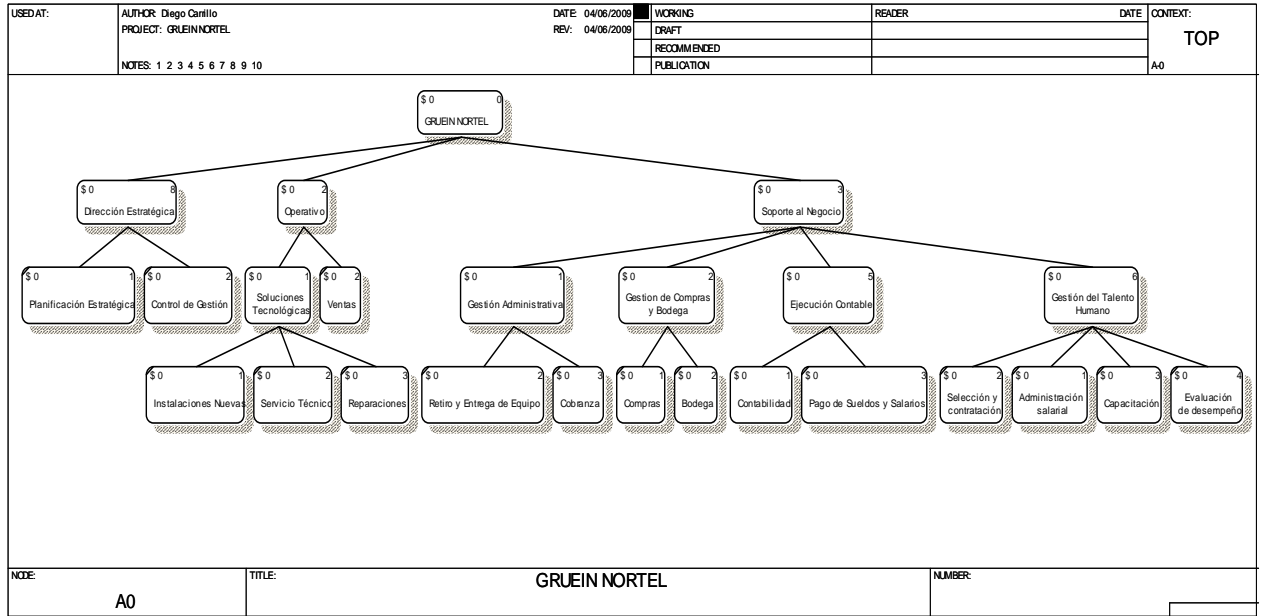 USED AT:
AUTHOR: Diego Carrillo
DATE: 04/06/2009
WORKING
READER
DATE
CONTEXT:
PROJECT: GRUEIN NORTEL
REV: 04/06/2009
DRAFT
TOP
RECOMMENDED
NOTES: 1 2 3 4 5 6 7 8 9 10
PUBLICATION
A-0
$ 0 0
GRUEIN NORTEL
$ 0 8
Dirección Estratégica
$ 0 2
Operativo
$ 0 3
Soporte al Negocio
$ 0 1
Planificación Estratégica
$ 0 2
Control de Gestión
$ 0 1
Soluciones
Tecnológicas
$ 0 2
Ventas
$ 0 1
Gestión Administrativa
$ 0 2
Gestion de Compras
y Bodega
$ 0 5
Ejecución Contable
$ 0 6
Gestión del Talento
Humano
$ 0 1
Instalaciones Nuevas
$ 0 2
Servicio Técnico
$ 0 3
Reparaciones
$ 0 2
Retiro y Entrega de Equipo
$ 0 3
Cobranza
$ 0 1
Compras
$ 0 2
Bodega
$ 0 1
Contabilidad
$ 0 3
Pago de Sueldos y Salarios
$ 0 2
Selección y
contratación
$ 0 1
Administración
salarial
$ 0 3
Capacitación
$ 0 4
Evaluación
de desempeño
NODE:
A0
TITLE:
GRUEIN NORTEL
NUMBER: